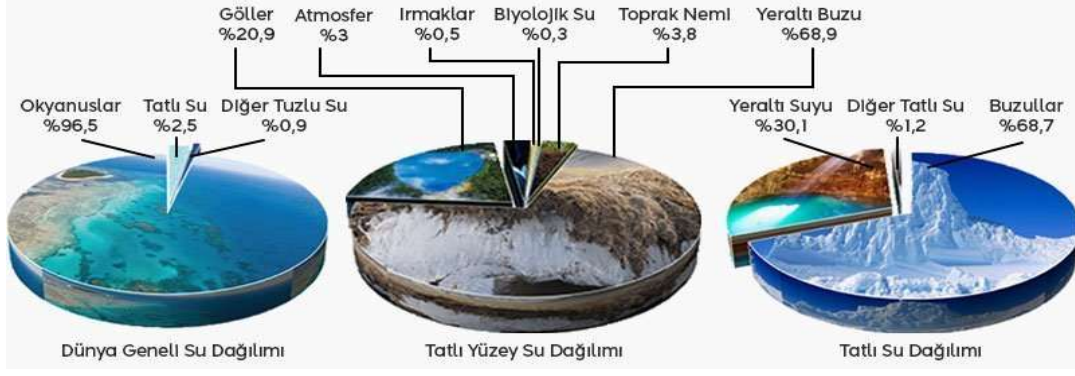 Göller
%20,9
Atmosfer
%3
Irmaklar
%0,5
Biyolojik Su
%0,3
Toprak Nemi
%3,8
Yeraltı Buzu
%68,9
Okyanuslar
%96,5
Tatlı Su
%2,5
Diğer Tuzlu Su
%0,9
Yeraltı Suyu
%30,1
Diğer Tatlı Su
%1,2
Buzullar
%68,7
Dünya Geneli Su Dağılımı
Tatlı Yüzey Su Dağılımı
Tatlı Su Dağılımı